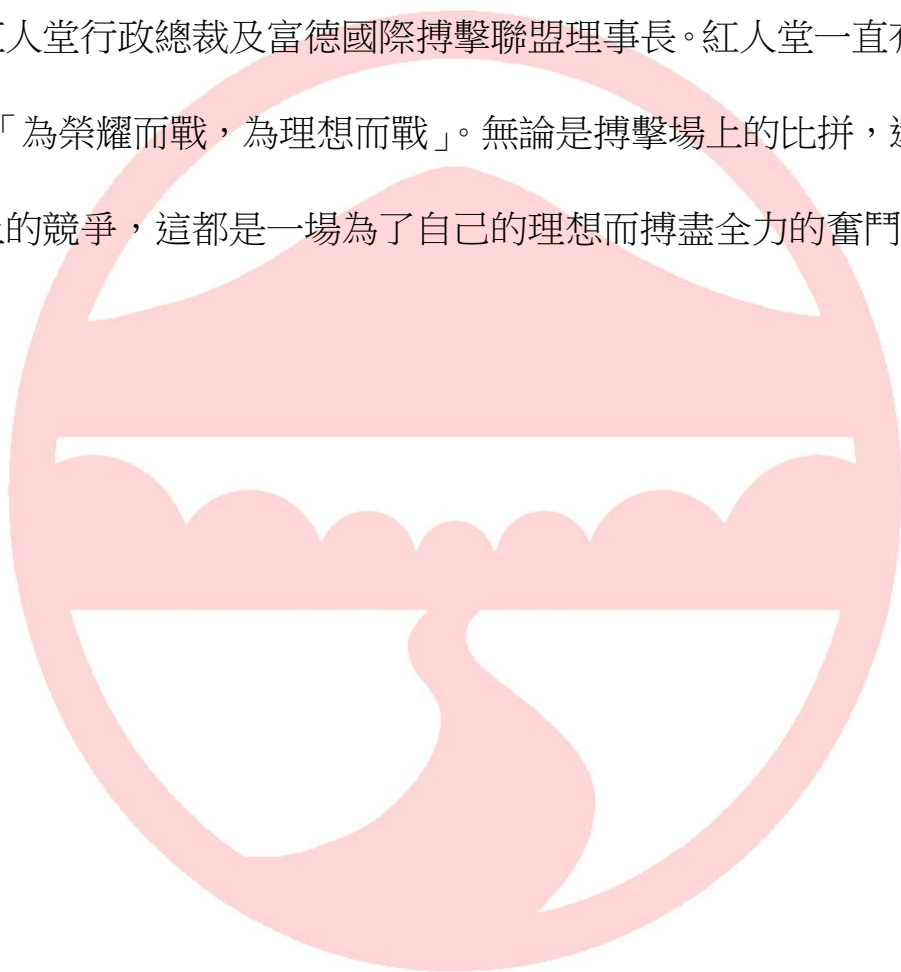 人堂行政總裁及富德國際搏擊聯盟理事長。紅人堂一直
「為榮耀而戰，為理想而戰」。無論是搏擊場上的比拼，
的競爭，這都是一場為了自己的理想而搏盡全力的奮鬥